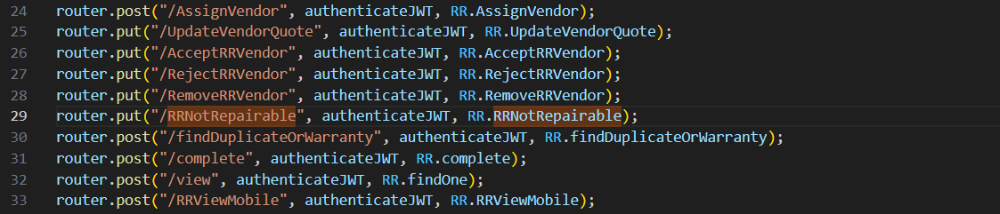 24 router.post("/AssignVendor", authenticateJWT, RR.AssignVendor);
25 router.put("/UpdateVendorQuote", authenticateJWT, RR.UpdateVendorQuote);
26 router.put("/AcceptRRVendor", authenticateJWT, RR.AcceptRRVendor);
27 router.put("/RejectRRVendor", authenticateJWT, RR.RejectRRVendor);
28 router.put("/RemoveRRVendor", authenticateJWT, RR.RemoveRRVendor);
29 router.put("/RRNotRepairable", authenticateJWT, RR.RRNotRepairable);
30 router.post("/findDuplicateOrWarranty", authenticateJWT, RR.findDuplicateOrWarranty);
31 router.post("/complete", authenticateJWT, RR.complete);
32 router.post("/view", authenticateJWT, RR.findOne);
33 router.post("/RRViewMobile", authenticateJWT, RR.RRViewMobile);